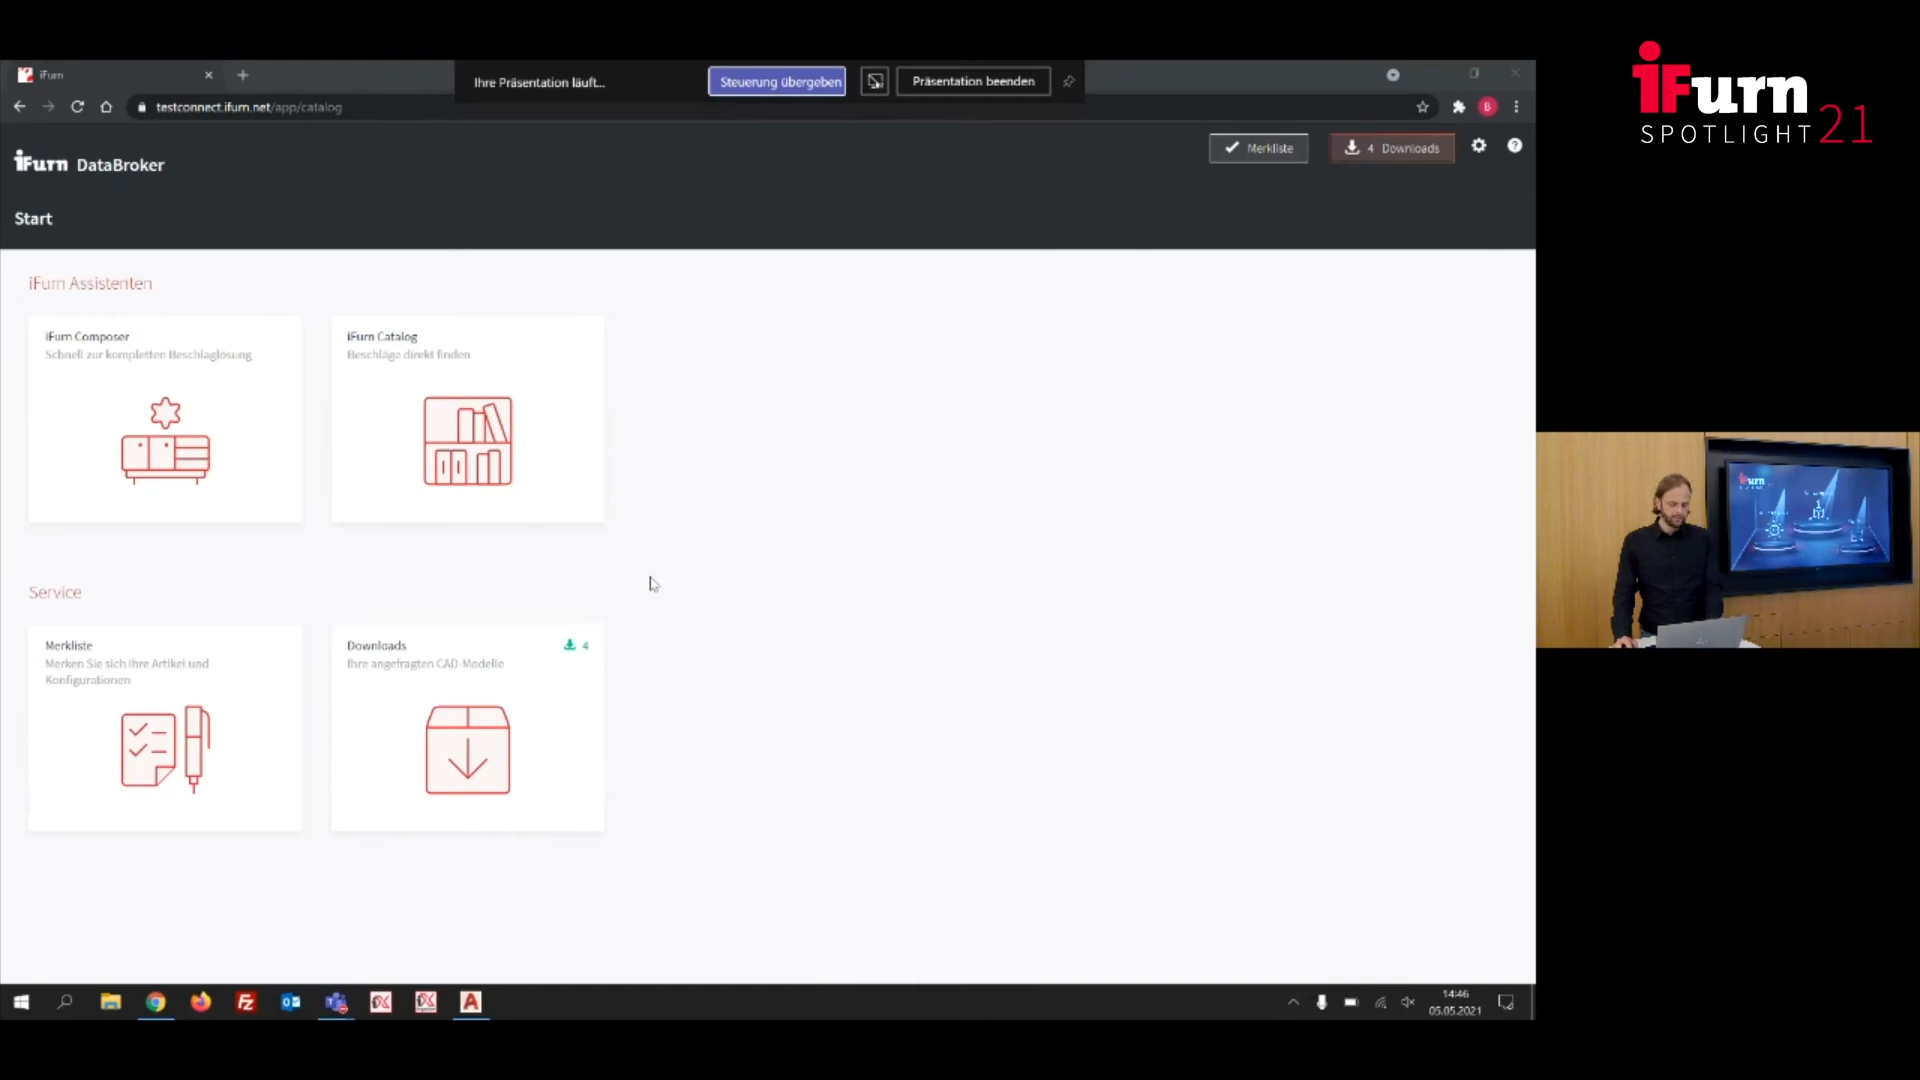 iFurn
Ihre Präsentation läuft...
Steuerung übergeben
Präsentation beenden
testconnect.ifurn.net/app/catalog
B
iFurn DataBroker
Merkliste
4 Downloads
Start
iFurn Assistenten
iFurn Composer
Schnell zur kompletten Beschlaglösung
iFurn Catalog
Beschläge direkt finden
Service
Merkliste
Merken Sie sich Ihre Artikel und
Konfigurationen
Downloads
4
Ihre angefragten CAD-Modelle
14:46
05.05.2021
iFurn
SPOTLIGHT 21
iFurn